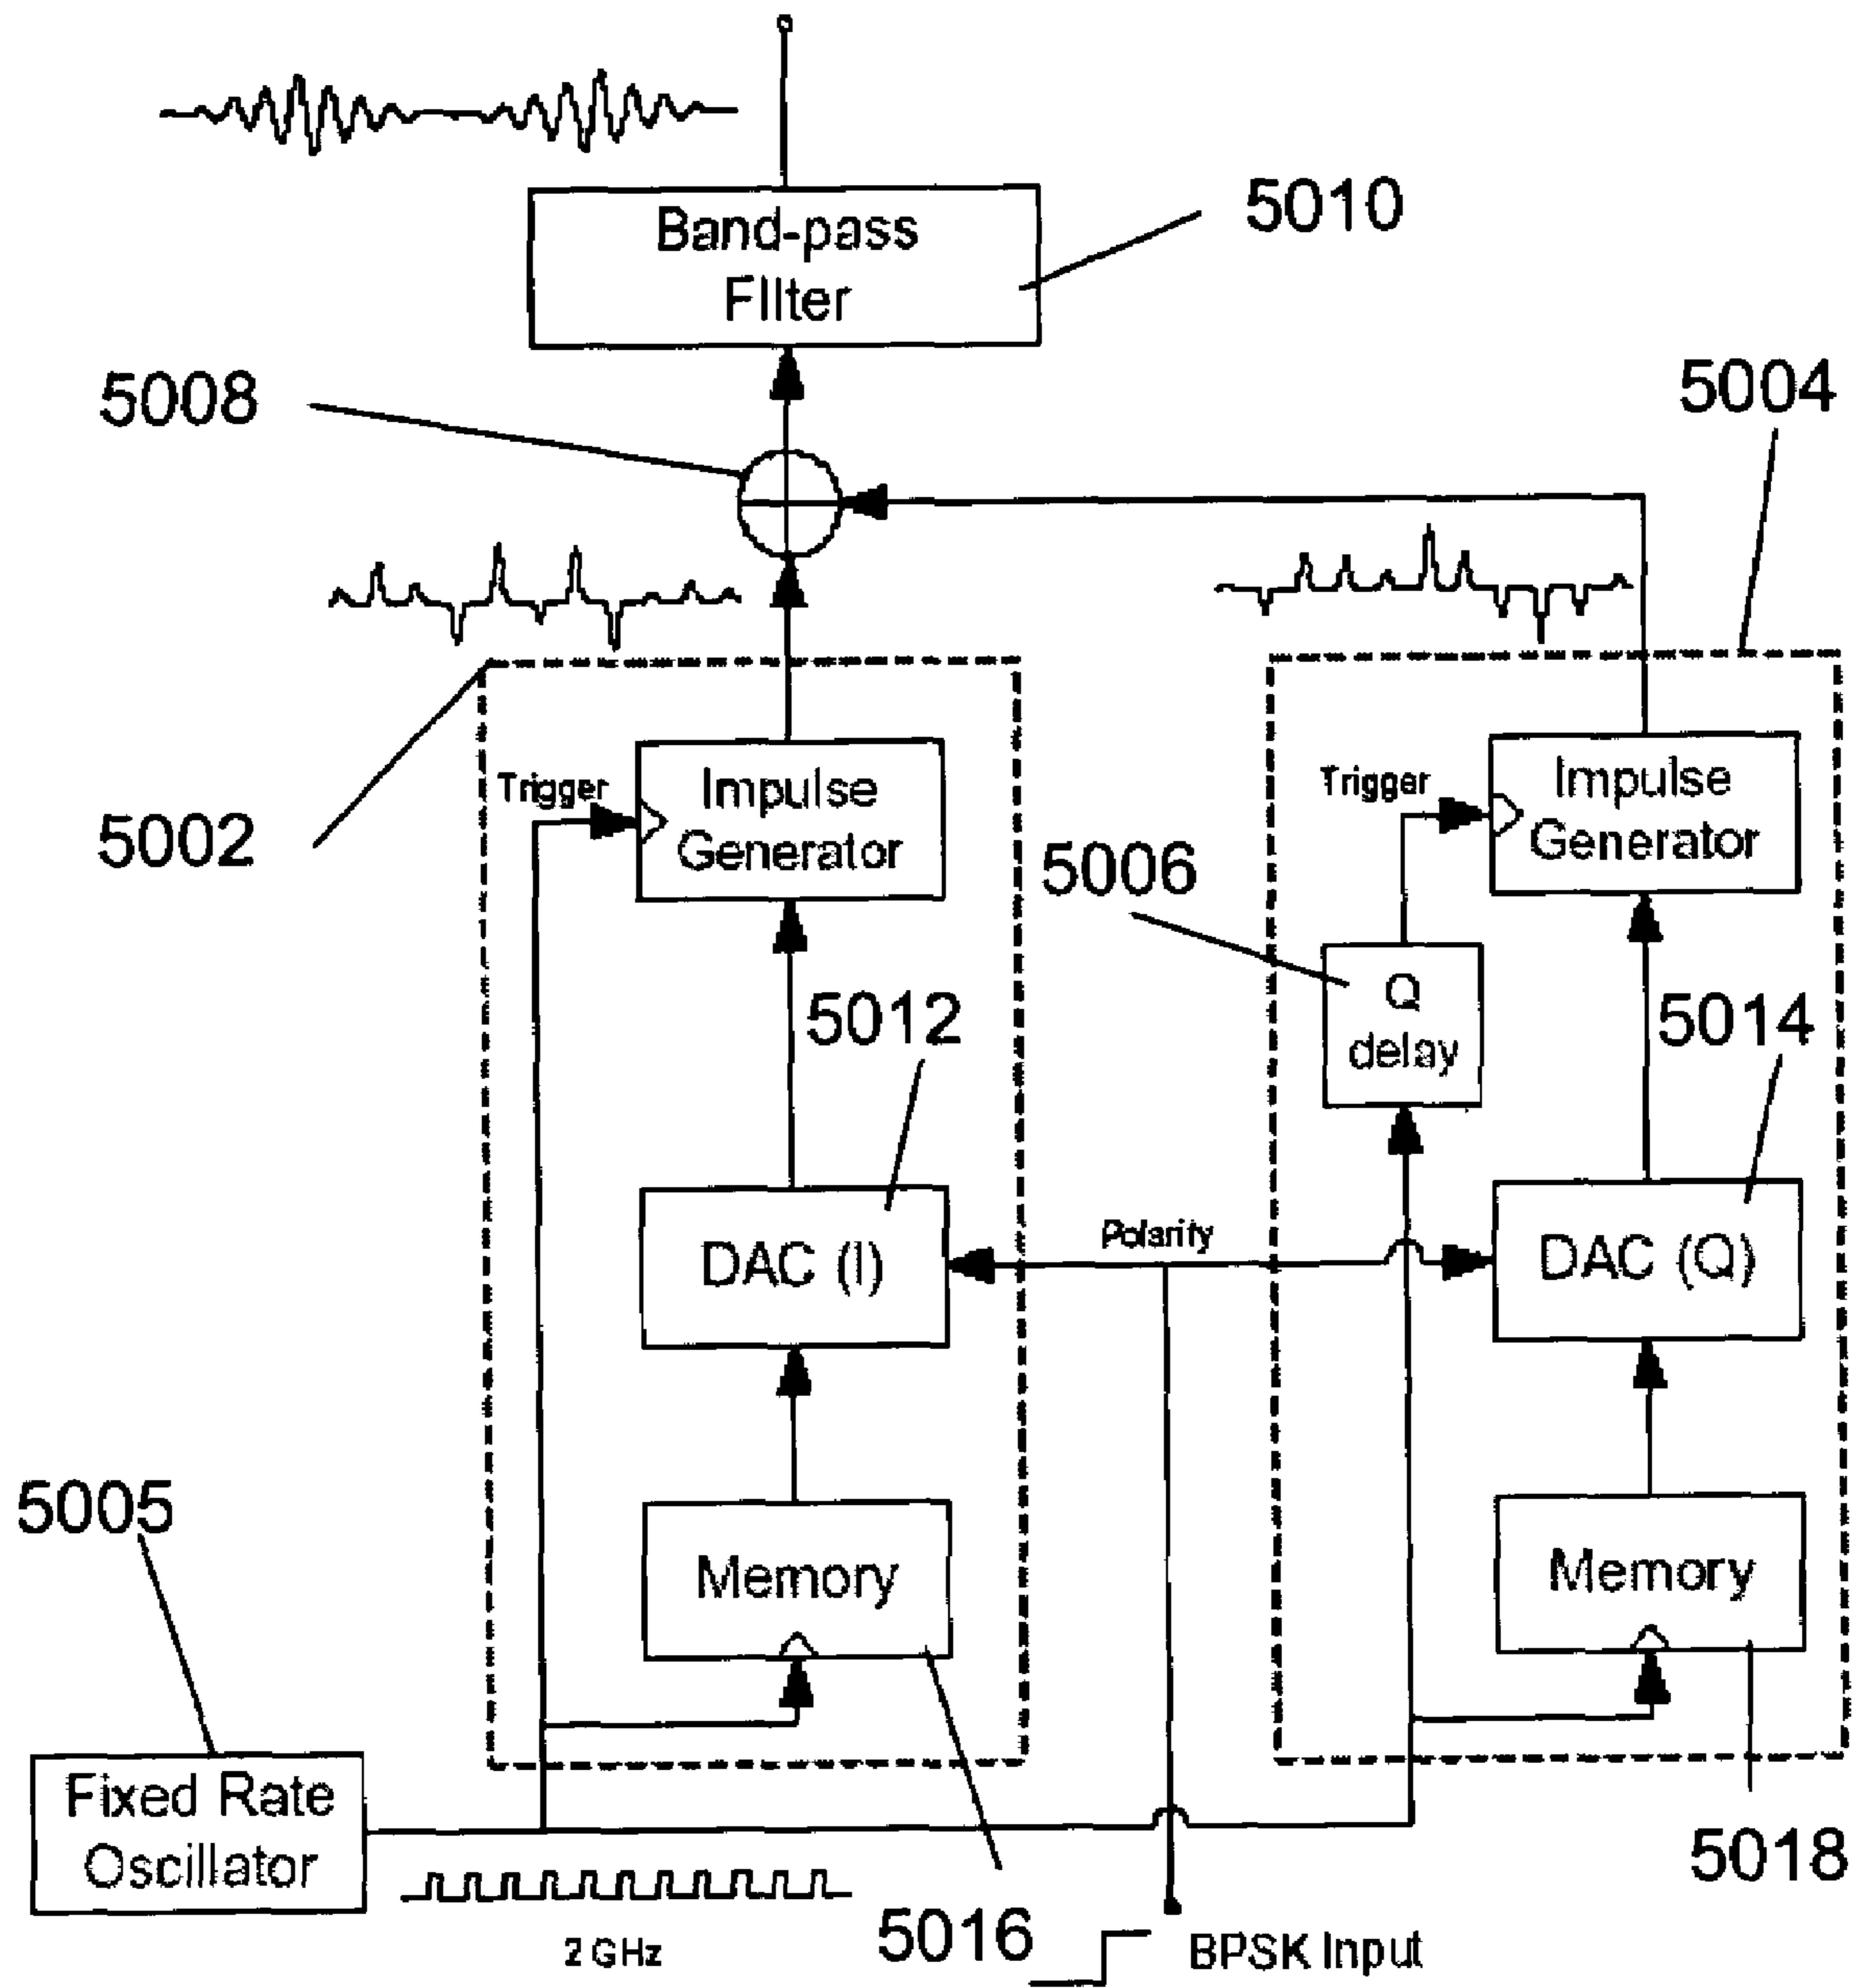 Band-pass
FIlter
5010
5008
5004
5002
Trigger
Impulse
Generator
Trigger
Impulse
Generator
5006
Q
delay
5012
5014
DAC (I)
Polarity
DAC (Q)
5005
Memory
Memory
Fixed Rate
Oscillator
2 GHz
5016
BPSK Input
5018